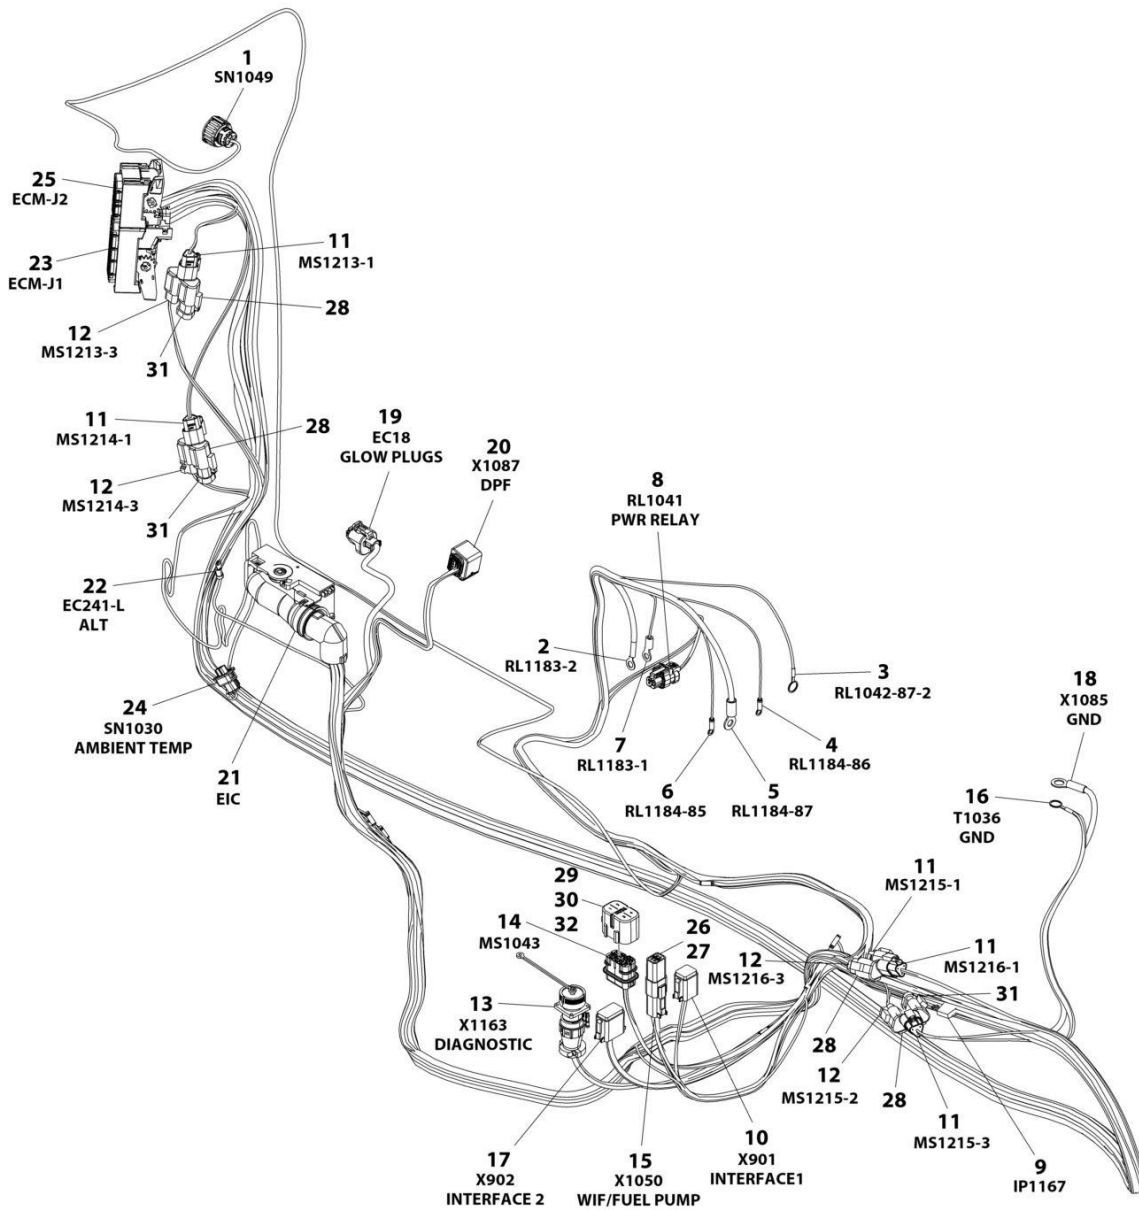 1
SN1049
25
ECM-J2
23
ECM-J1
11
MS1213-1
28
12
MS1213-3
31
11
MS1214-1
28
12
MS1214-3
31
19
EC18
GLOW PLUGS
20
X1087
DPF
8
RL1041
PWR RELAY
22
EC241-L
ALT
2
RL1183-2
3
RL1042-87-2
18
X1085
GND
24
SN1030
AMBIENT TEMP
7
RL1183-1
4
RL1184-86
21
EIC
6
RL1184-85
5
RL1184-87
16
T1036
GND
29
30
32
11
MS1215-1
14
MS1043
26
27
12
MS1216-3
11
MS1216-1
13
X1163
DIAGNOSTIC
31
28
12
MS1215-2
28
11
MS1215-3
17
X902
INTERFACE 2
15
X1050
WIF/FUEL PUMP
10
X901
INTERFACE1
9
IP1167